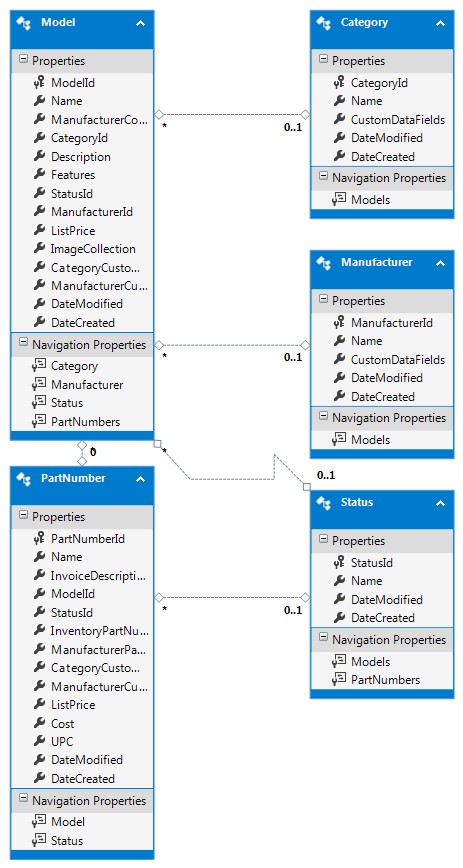 Model
Properties
ModelId
Name
ManufacturerCo...
CategoryId
Description
Features
StatusId
ManufacturerId
ListPrice
ImageCollection
CategoryCusto...
ManufacturerCu...
DateModified
DateCreated
Navigation Properties
Category
Manufacturer
Status
PartNumbers
Category
Properties
CategoryId
Name
CustomDataFields
DateModified
DateCreated
Navigation Properties
Models
*
0..1
Manufacturer
Properties
ManufacturerId
Name
CustomDataFields
DateModified
DateCreated
Navigation Properties
Models
*
0..1
*
0..1
PartNumber
Properties
PartNumberId
Name
InvoiceDescripti...
ModelId
StatusId
InventoryPartNu...
ManufacturerPa...
CategoryCusto...
ManufacturerCu...
ListPrice
Cost
UPC
DateModified
DateCreated
Navigation Properties
Model
Status
Status
Properties
StatusId
Name
DateModified
DateCreated
Navigation Properties
Models
PartNumbers
*
0..1